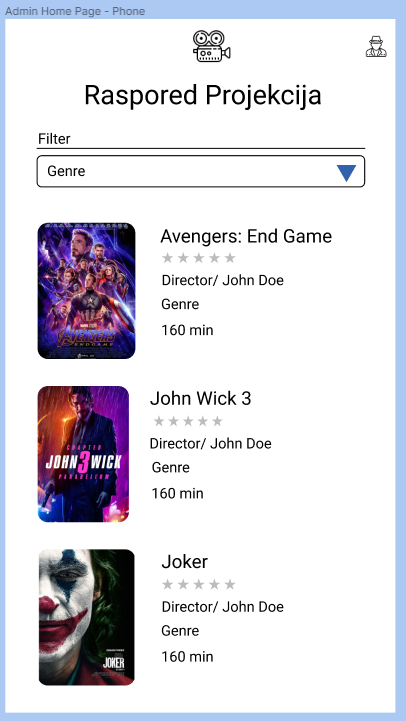 Admin Home Page - Phone
Raspored Projekcija
Filter
Genre
Avengers: End Game
Director/ John Doe
Genre
160 min
AVENGERS
ENDGAME
John Wick 3
Director/ John Doe
Genre
160 min
CHAPTER
JOHN 3 WICK
PARABELLUM
Joker
Director/ John Doe
Genre
160 min
JOKER